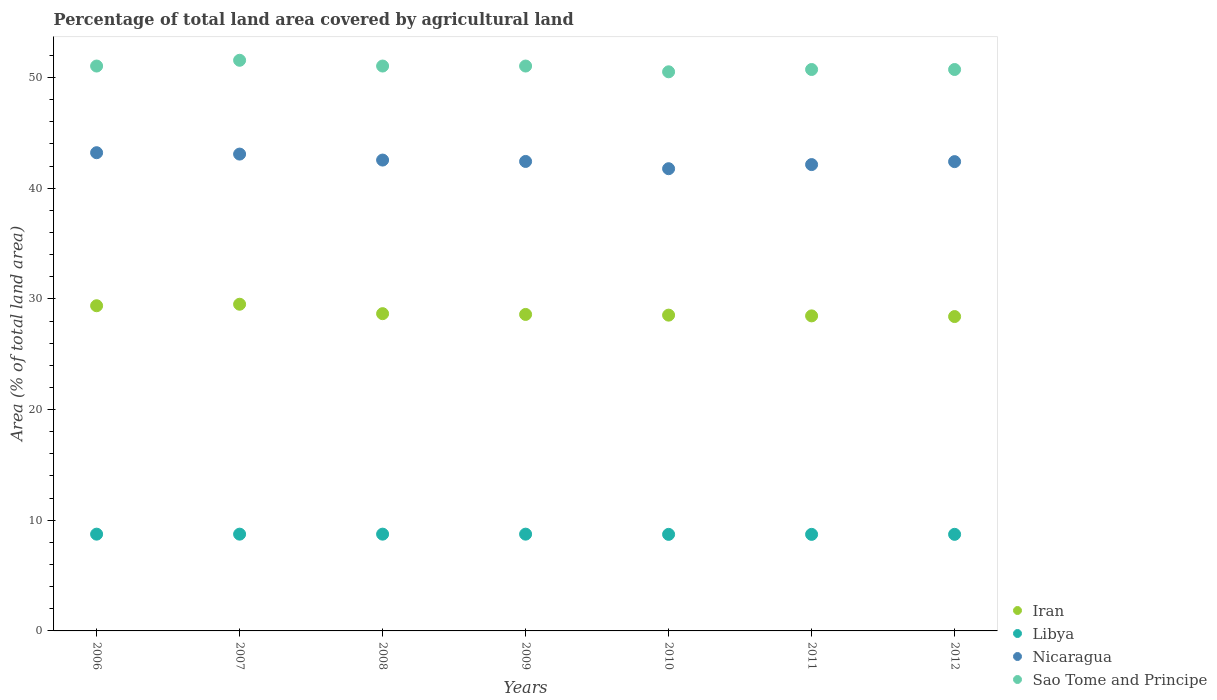 Percentage of total land area covered by agricultural land
Area (% of total land area)
50
40
30
20
10
0
2006
2007
2008
2009
2010
2011
2012
Years
Iran
Libya
Nicaragua
Sao Tome and Principe